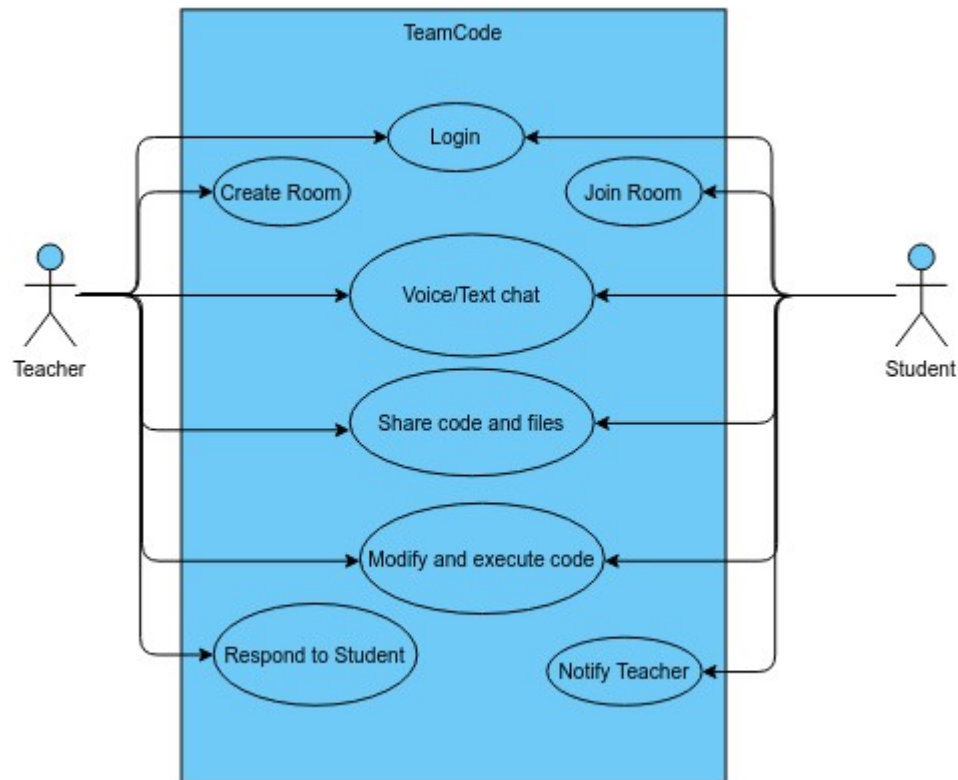 TeamCode
Login
Create Room
Join Room
Voice/Text chat
Teacher
Student
Share code and files
Modify and execute code
Respond to Student
Notify Teacher